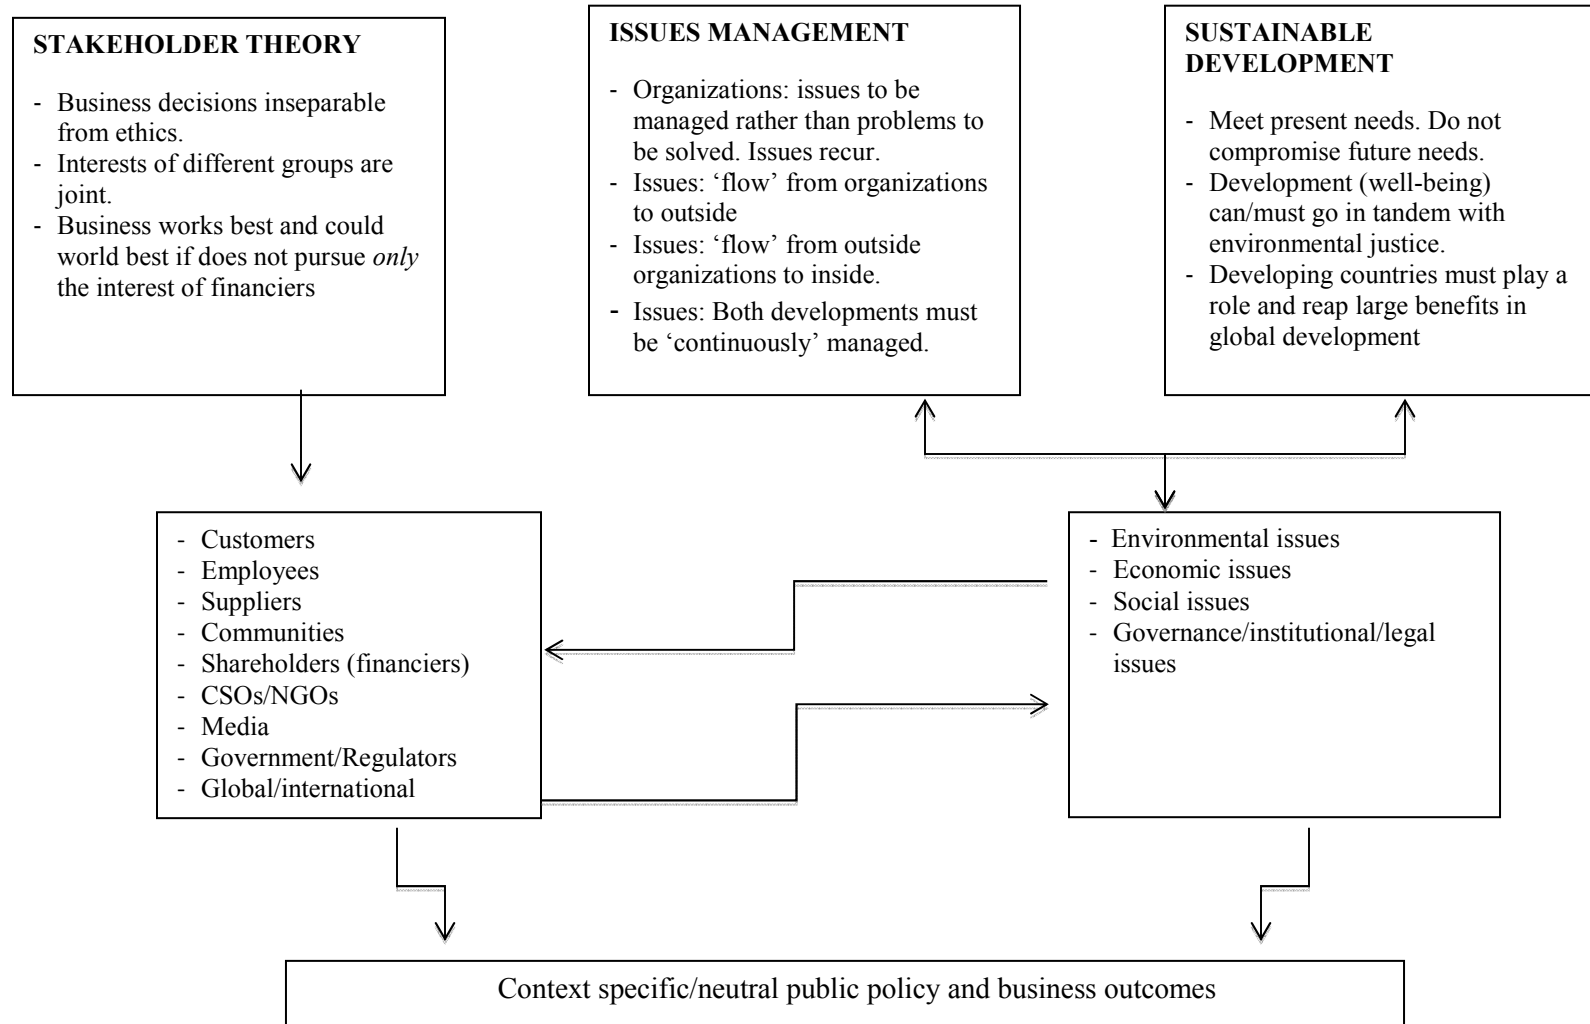 STAKEHOLDER THEORY
- Business decisions inseparable
from ethics.
- Interests of different groups are
joint.
- Business works best and could
world best if does not pursue only
the interest of financiers
ISSUES MANAGEMENT
- Organizations: issues to be
managed rather than problems to
be solved. Issues recur.
- Issues: ‘flow’ from organizations
to outside
- Issues: ‘flow’ from outside
organizations to inside.
- Issues: Both developments must
be ‘continuously’ managed.
SUSTAINABLE
DEVELOPMENT
- Meet present needs. Do not
compromise future needs.
- Development (well-being)
can/must go in tandem with
environmental justice.
- Developing countries must play a
role and reap large benefits in
global development
- Customers
- Employees
- Suppliers
- Communities
- Shareholders (financiers)
- CSOs/NGOs
- Media
- Government/Regulators
- Global/international
- Environmental issues
- Economic issues
- Social issues
- Governance/institutional/legal
issues
Context specific/neutral public policy and business outcomes